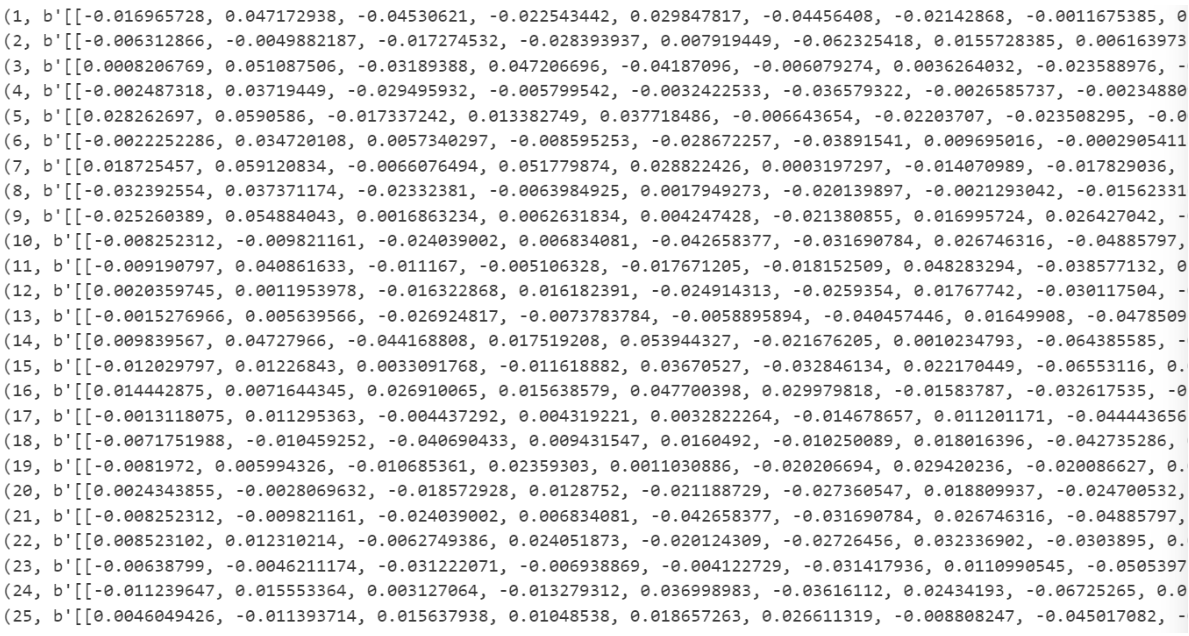 (1, b'[[-0.016965728, 0.047172938, -0.04530621, -0.022543442, 0.029847817, -0.04456408, -0.02142868, -0.0011675385, 0
(2, b'[[-0.006312866, -0.0049882187, -0.017274532, -0.028393937, 0.007919449, -0.062325418, 0.0155728385, 0.006163973
(3, b'[[0.0008206769, 0.051087506, -0.03189388, 0.047206696, -0.04187096, -0.006079274, 0.0036264032, -0.023588976, -
(4, b'[[-0.002487318, 0.03719449, -0.029495932, -0.005799542, -0.0032422533, -0.036579322, -0.0026585737, -0.00234880
(5, b'[[0.028262697, 0.0590586, -0.017337242, 0.013382749, 0.037718486, -0.006643654, -0.02203707, -0.023508295, -0.0
(6, b'[[-0.0022252286, 0.034720108, 0.0057340297, -0.008595253, -0.028672257, -0.03891541, 0.009695016, -0.0002905411
(7, b'[[0.018725457, 0.059120834, -0.0066076494, 0.051779874, 0.028822426, 0.0003197297, -0.014070989, -0.017829036,
(8, b'[[-0.032392554, 0.037371174, -0.02332381, -0.0063984925, 0.0017949273, -0.020139897, -0.0021293042, -0.01562331
(9, b'[[-0.025260389, 0.054884043, 0.0016863234, 0.0062631834, 0.004247428, -0.021380855, 0.016995724, 0.026427042, -
(10, b'[[-0.008252312, -0.009821161, -0.024039002, 0.006834081, -0.042658377, -0.031690784, 0.026746316, -0.04885797,
(11, b'[[-0.009190797, 0.040861633, -0.011167, -0.005106328, -0.017671205, -0.018152509, 0.048283294, -0.038577132, 0
(12, b'[[0.0020359745, 0.0011953978, -0.016322868, 0.016182391, -0.024914313, -0.0259354, 0.01767742, -0.030117504, -
(13, b'[[-0.0015276966, 0.005639566, -0.026924817, -0.0073783784, -0.0058895894, -0.040457446, 0.01649908, -0.0478509
(14, b'[[0.009839567, 0.04727966, -0.044168808, 0.017519208, 0.053944327, -0.021676205, 0.0010234793, -0.064385585, -
(15, b'[[-0.012029797, 0.01226843, 0.0033091768, -0.011618882, 0.03670527, -0.032846134, 0.022170449, -0.06553116, 0.
(16, b'[[0.014442875, 0.0071644345, 0.026910065, 0.015638579, 0.047700398, 0.029979818, -0.01583787, -0.032617535, -0
(17, b'[[-0.0013118075, 0.011295363, -0.004437292, 0.004319221, 0.0032822264, -0.014678657, 0.011201171, -0.044443656
(18, b'[[-0.0071751988, -0.010459252, -0.040690433, 0.009431547, 0.0160492, -0.010250089, 0.018016396, -0.042735286,
(19, b'[[-0.0081972, 0.005994326, -0.010685361, 0.02359303, 0.0011030886, -0.020206694, 0.029420236, -0.020086627, 0.
(20, b'[[0.0024343855, -0.0028069632, -0.018572928, 0.0128752, -0.021188729, -0.027360547, 0.018809937, -0.024700532,
(21, b'[[-0.008252312, -0.009821161, -0.024039002, 0.006834081, -0.042658377, -0.031690784, 0.026746316, -0.04885797,
(22, b'[[0.008523102, 0.012310214, -0.0062749386, 0.024051873, -0.020124309, -0.02726456, 0.032336902, -0.0303895, 0.
(23, b'[[-0.00638799, -0.0046211174, -0.031222071, -0.006938869, -0.004122729, -0.031417936, 0.0110990545, -0.0505397
(24, b'[[-0.011239647, 0.015553364, 0.003127064, -0.013279312, 0.036998983, -0.03616112, 0.02434193, -0.06725265, 0.0
(25, b'[[0.0046049426, -0.011393714, 0.015637938, 0.01048538, 0.018657263, 0.026611319, -0.008808247, -0.045017082, -